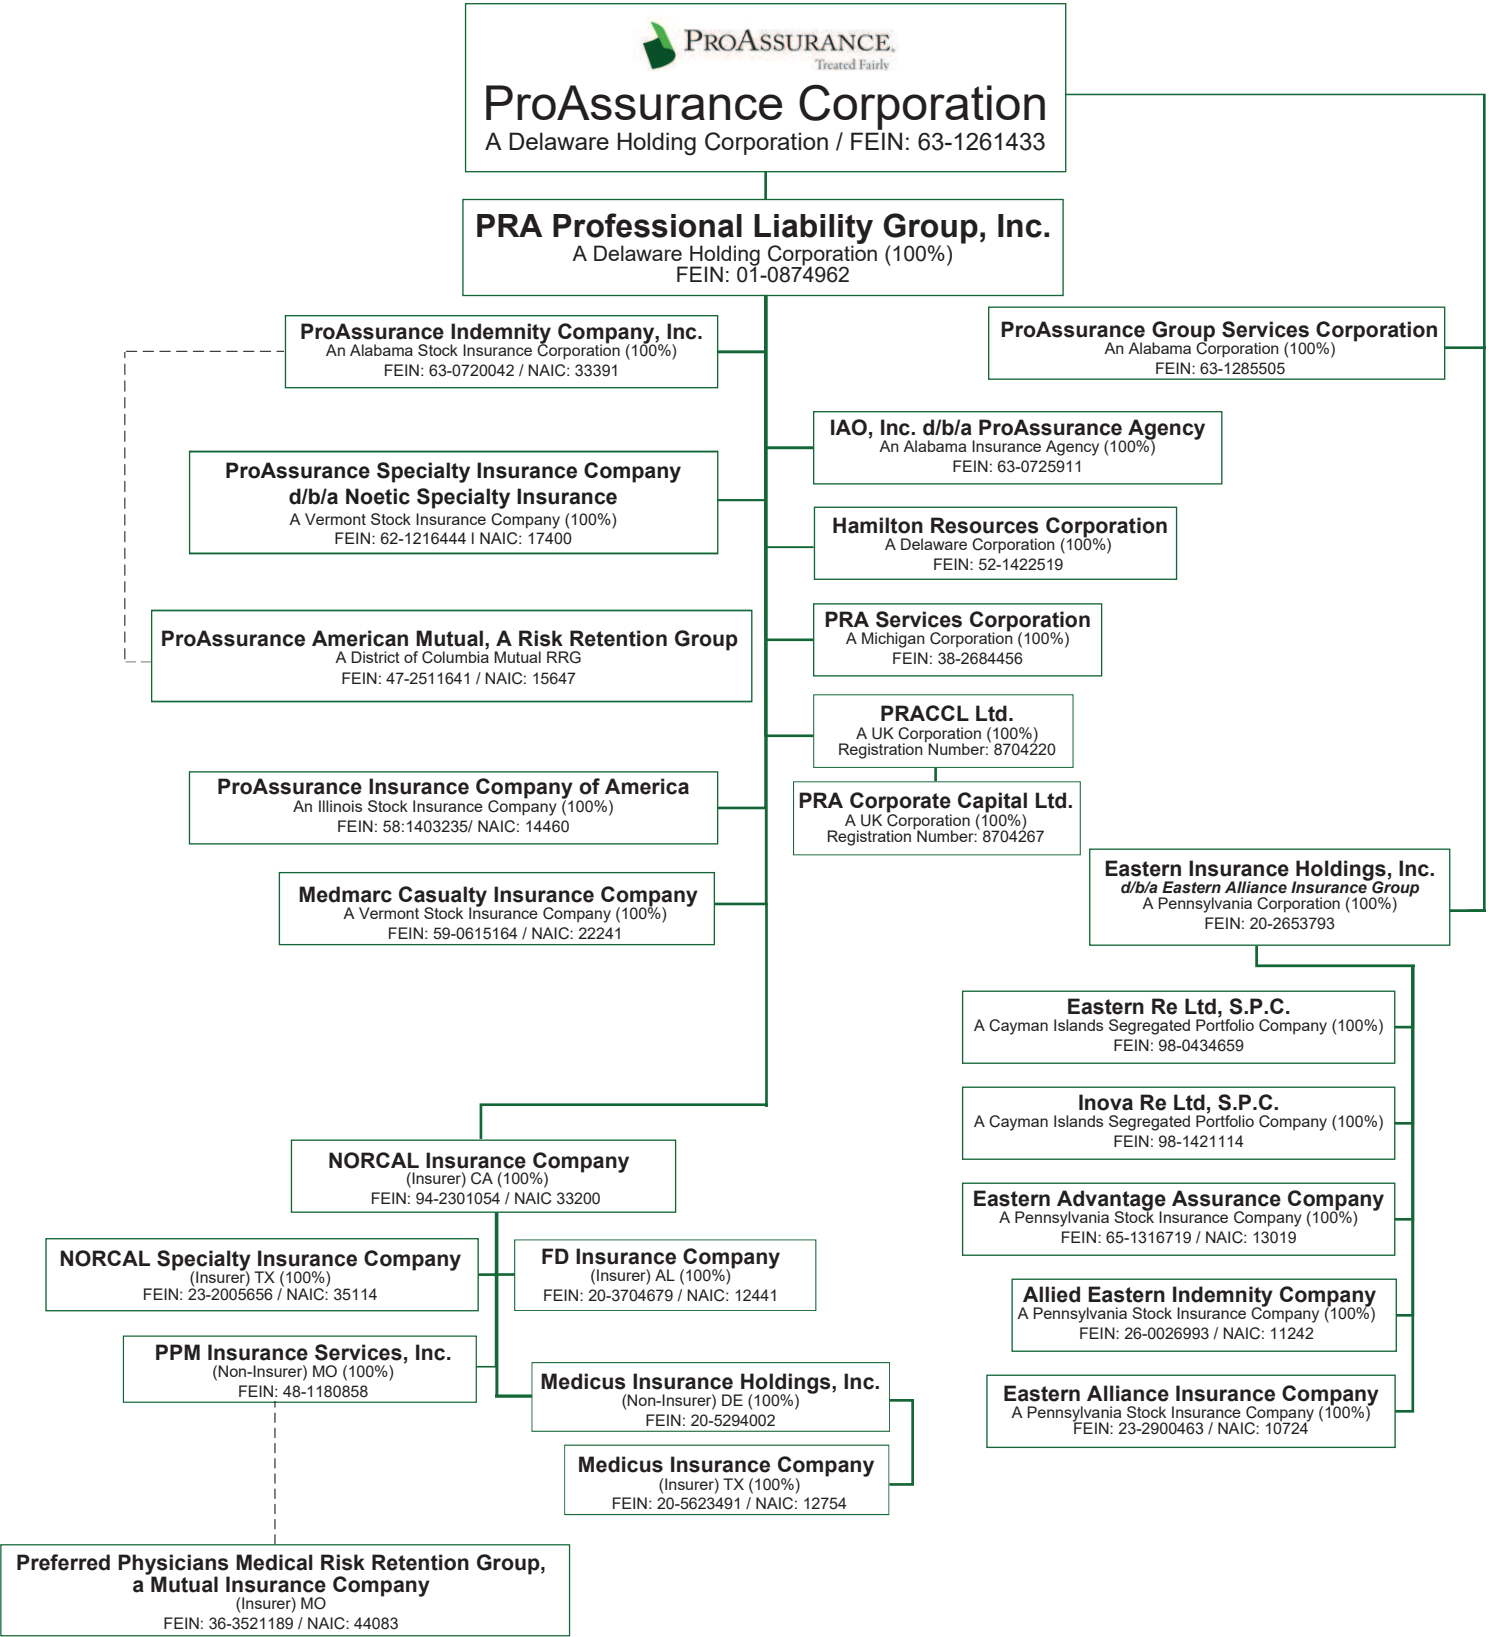 PROASSURANCE®
Treated Fairly
ProAssurance Corporation
A Delaware Holding Corporation / FEIN: 63-1261433
PRA Professional Liability Group, Inc.
A Delaware Holding Corporation (100%)
FEIN: 01-0874962
ProAssurance Indemnity Company, Inc.
An Alabama Stock Insurance Corporation (100%)
FEIN: 63-0720042 / NAIC: 33391
ProAssurance Group Services Corporation
An Alabama Corporation (100%)
FEIN: 63-1285505
IAO, Inc. d/b/a ProAssurance Agency
An Alabama Insurance Agency (100%)
FEIN: 63-0725911
ProAssurance Specialty Insurance Company
d/b/a Noetic Specialty Insurance
A Vermont Stock Insurance Company (100%)
FEIN: 62-1216444 I NAIC: 17400
Hamilton Resources Corporation
A Delaware Corporation (100%)
FEIN: 52-1422519
ProAssurance American Mutual, A Risk Retention Group
A District of Columbia Mutual RRG
FEIN: 47-2511641 / NAIC: 15647
PRA Services Corporation
A Michigan Corporation (100%)
FEIN: 38-2684456
PRACCL Ltd.
A UK Corporation (100%)
Registration Number: 8704220
ProAssurance Insurance Company of America
An Illinois Stock Insurance Company (100%)
FEIN: 58:1403235/ NAIC: 14460
PRA Corporate Capital Ltd.
A UK Corporation (100%)
Registration Number: 8704267
Medmarc Casualty Insurance Company
A Vermont Stock Insurance Company (100%)
FEIN: 59-0615164 / NAIC: 22241
Eastern Insurance Holdings, Inc.
d/b/a Eastern Alliance Insurance Group
A Pennsylvania Corporation (100%)
FEIN: 20-2653793
Eastern Re Ltd, S.P.C.
A Cayman Islands Segregated Portfolio Company (100%)
FEIN: 98-0434659
Inova Re Ltd, S.P.C.
A Cayman Islands Segregated Portfolio Company (100%)
FEIN: 98-1421114
NORCAL Insurance Company
(Insurer) CA (100%)
FEIN: 94-2301054 / NAIC 33200
Eastern Advantage Assurance Company
A Pennsylvania Stock Insurance Company (100%)
FEIN: 65-1316719 / NAIC: 13019
NORCAL Specialty Insurance Company
(Insurer) TX (100%)
FEIN: 23-2005656 / NAIC: 35114
FD Insurance Company
(Insurer) AL (100%)
FEIN: 20-3704679 / NAIC: 12441
Allied Eastern Indemnity Company
A Pennsylvania Stock Insurance Company (100%)
FEIN: 26-0026993 / NAIC: 11242
PPM Insurance Services, Inc.
(Non-Insurer) MO (100%)
FEIN: 48-1180858
Medicus Insurance Holdings, Inc.
(Non-Insurer) DE (100%)
FEIN: 20-5294002
Eastern Alliance Insurance Company
A Pennsylvania Stock Insurance Company (100%)
FEIN: 23-2900463 / NAIC: 10724
Medicus Insurance Company
(Insurer) TX (100%)
FEIN: 20-5623491 / NAIC: 12754
Preferred Physicians Medical Risk Retention Group,
a Mutual Insurance Company
(Insurer) MO
FEIN: 36-3521189 / NAIC: 44083